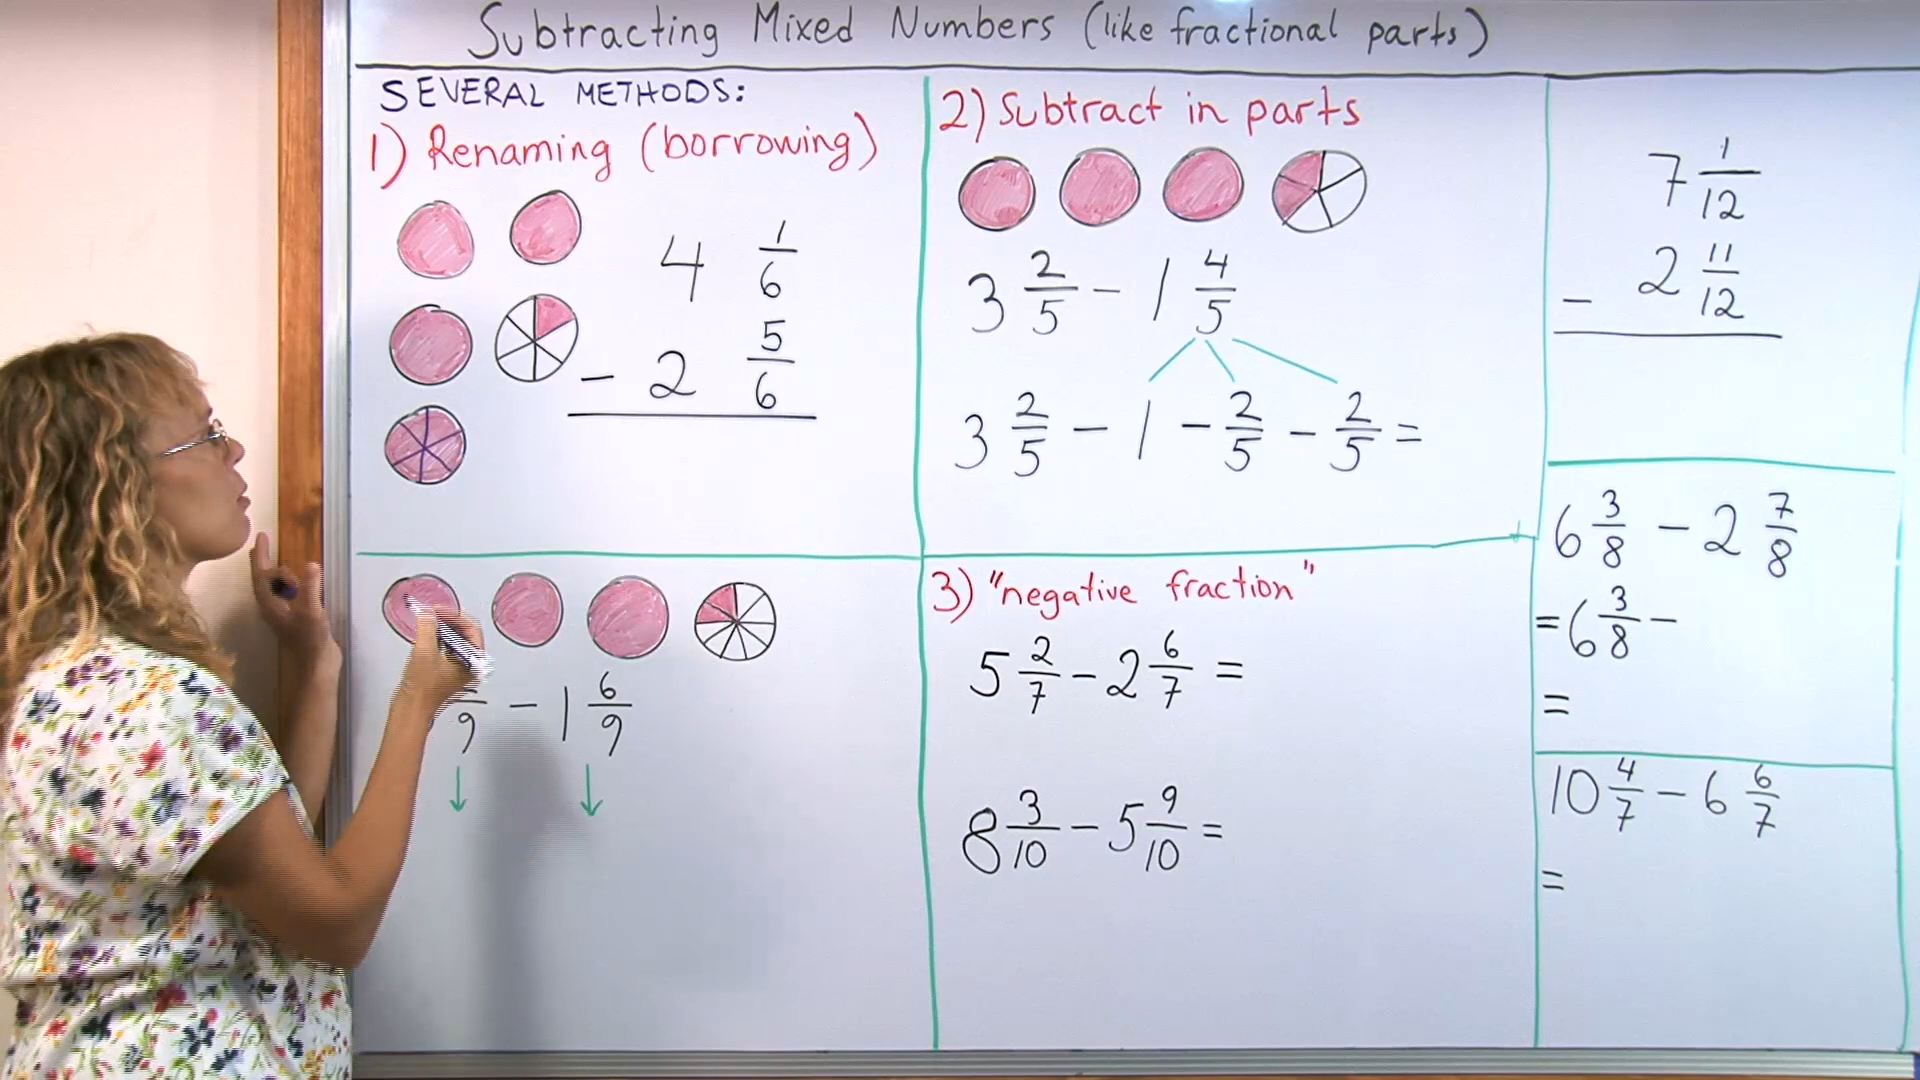 Subtracting Mixed Numbers (like fractional parts)
SEVERAL METHODS:
1) Renaming (borrowing)
4 1/6
- 2 5/6
9 - 1 6/9
2) Subtract in parts
3 2/5 - 1 4/5
3 2/5 - 1 - 2/5 - 2/5 =
3) "negative fraction"
5 2/7 - 2 6/7 =
8 3/10 - 5 9/10 =
7 1/12
- 2 11/12
6 3/8 - 2 7/8
= 6 3/8 -
=
10 4/7 - 6 6/7
=